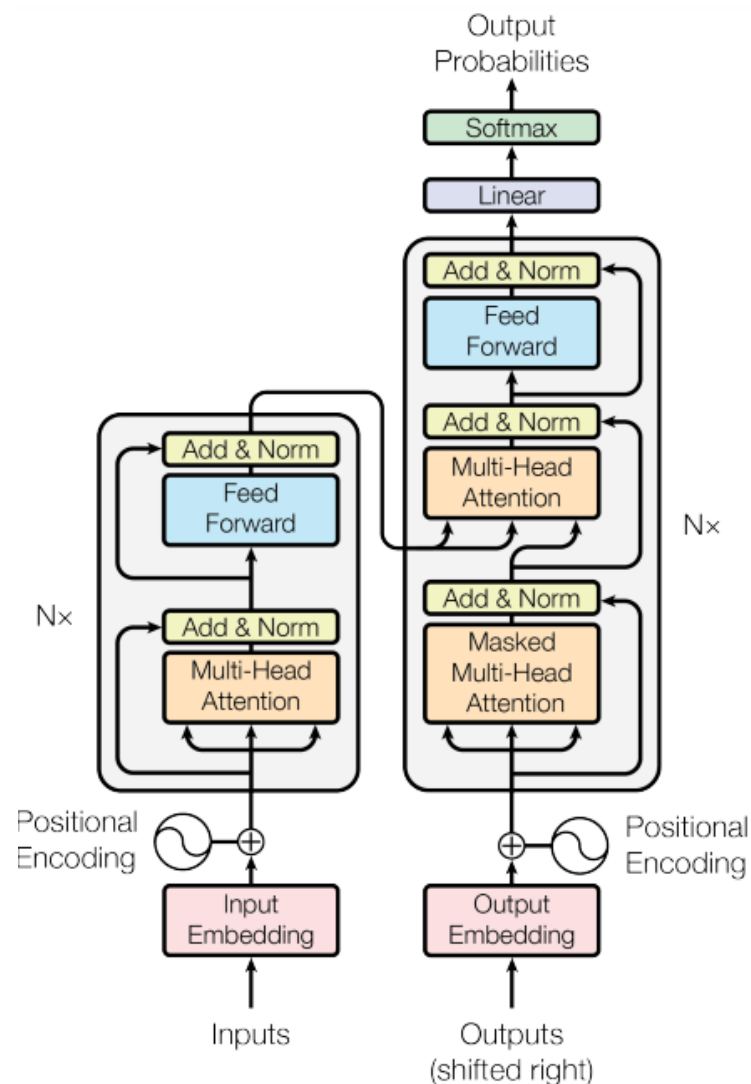 Output
Probabilities
Softmax
Linear
Add & Norm
Feed
Forward
Add & Norm
Multi-Head
Attention
Add & Norm
Masked
Multi-Head
Attention
N×
Add & Norm
Feed
Forward
Add & Norm
Multi-Head
Attention
N×
Positional
Encoding
Positional
Encoding
Input
Embedding
Output
Embedding
Inputs
Outputs
(shifted right)